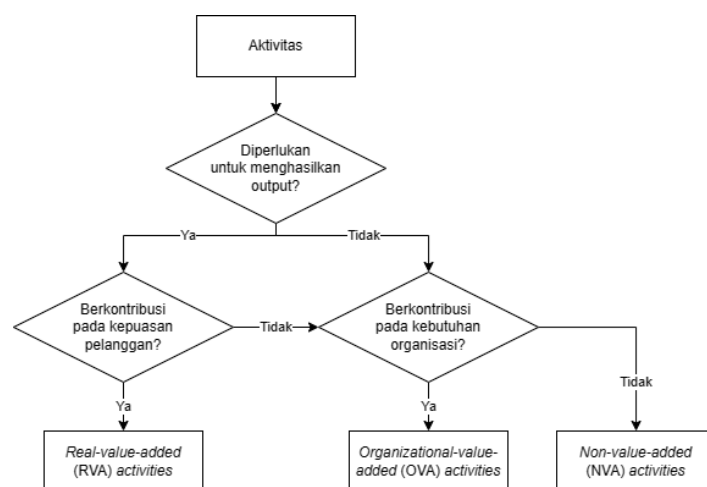 Aktivitas
Diperlukan
untuk menghasilkan
output?
Ya
Tidak
Berkontribusi
pada kepuasan
pelanggan?
Tidak
Berkontribusi
pada kebutuhan
organisasi?
Ya
Ya
Tidak
Real-value-added
(RVA) activities
Organizational-value-
added (OVA) activities
Non-value-added
(NVA) activities